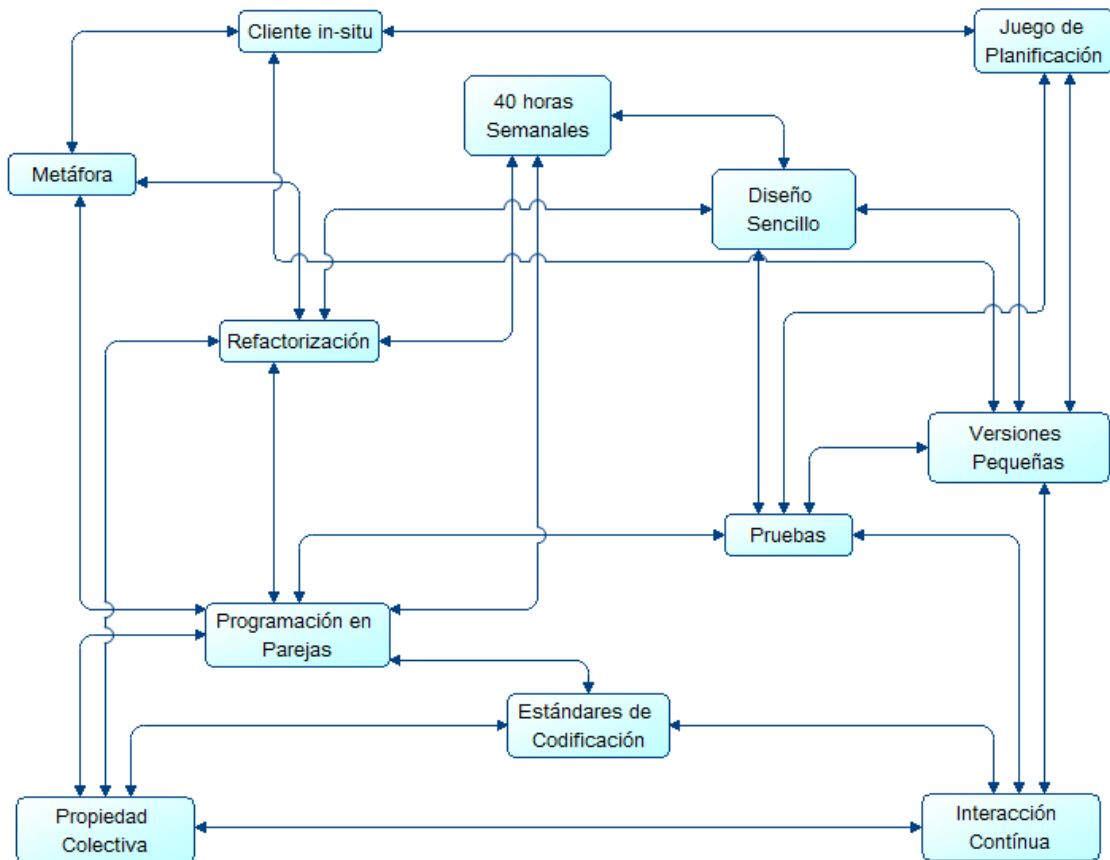 Cliente in-situ
Juego de
Planificación
40 horas
Semanales
Metáfora
Diseño
Sencillo
Refactorización
Versiones
Pequeñas
Pruebas
Programación en
Parejas
Estándares de
Codificación
Propiedad
Colectiva
Interacción
Contínua